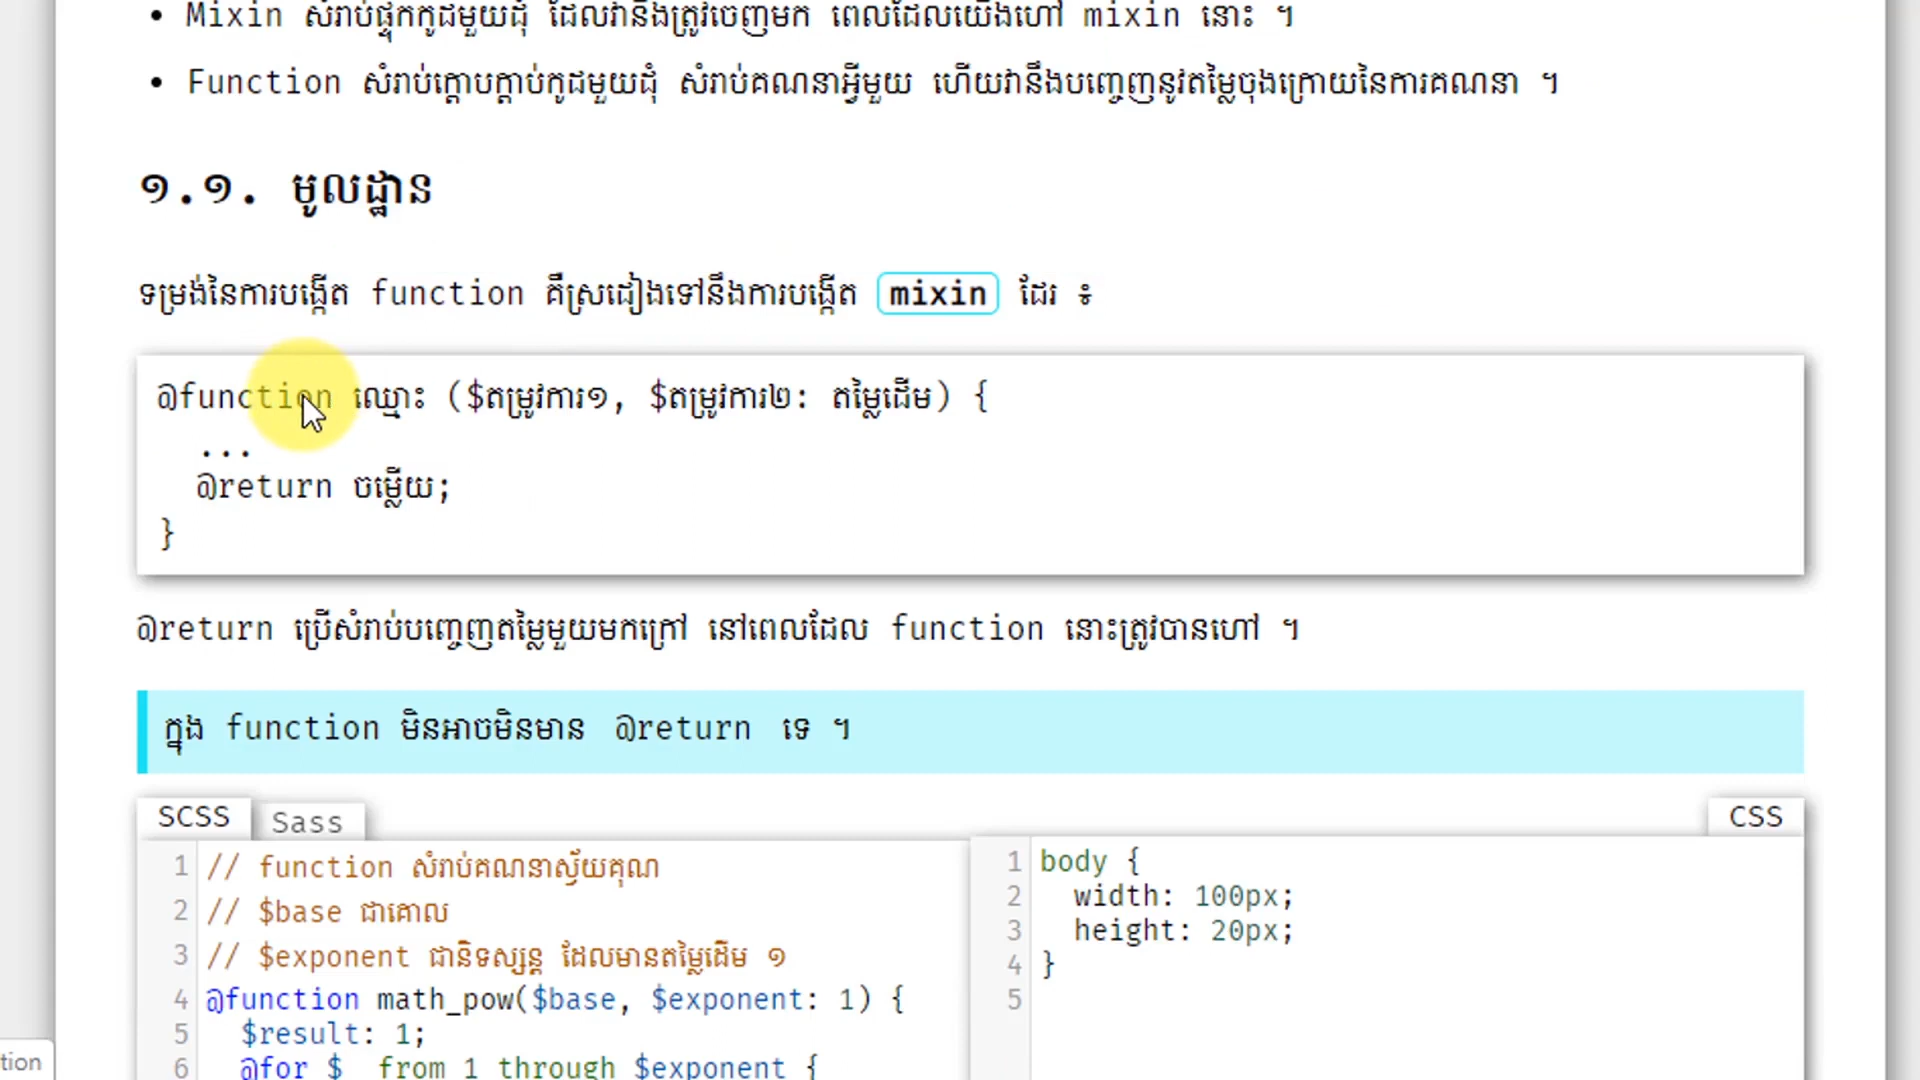 • Mixin សំរាប់ផ្ទុកកូដមួយដុំ ដែលវានឹងត្រូវចេញមក ពេលដែលយើងហៅ mixin នោះ ។
• Function សំរាប់ក្ដោបក្ដាប់កូដមួយដុំ សំរាប់គណនាអ្វីមួយ ហើយវានឹងបញ្ចេញនូវតម្លៃចុងក្រោយនៃការគណនា ។
១.១. មូលដ្ឋាន
ទម្រង់នៃការបង្កើត function គឺស្រដៀងទៅនឹងការបង្កើត mixin ដែរ ៖
@function ឈ្មោះ ($តម្រូវការ១, $តម្រូវការ២: តម្លៃដើម) {
...
@return ចម្លើយ;
}
@return ប្រើសំរាប់បញ្ចេញតម្លៃមួយមកក្រៅ នៅពេលដែល function នោះត្រូវបានហៅ ។
ក្នុង function មិនអាចមិនមាន @return ទេ ។
SCSS Sass
1 // function សំរាប់គណនាស្វ័យគុណ
2 // $base ជាគោល
3 // $exponent ជានិទស្សន្ត ដែលមានតម្លៃដើម ១
4 @function math_pow($base, $exponent: 1) {
5 $result: 1;
6 @for $_ from 1 through $exponent {
CSS
1 body {
2 width: 100px;
3 height: 20px;
4 }
5
tion